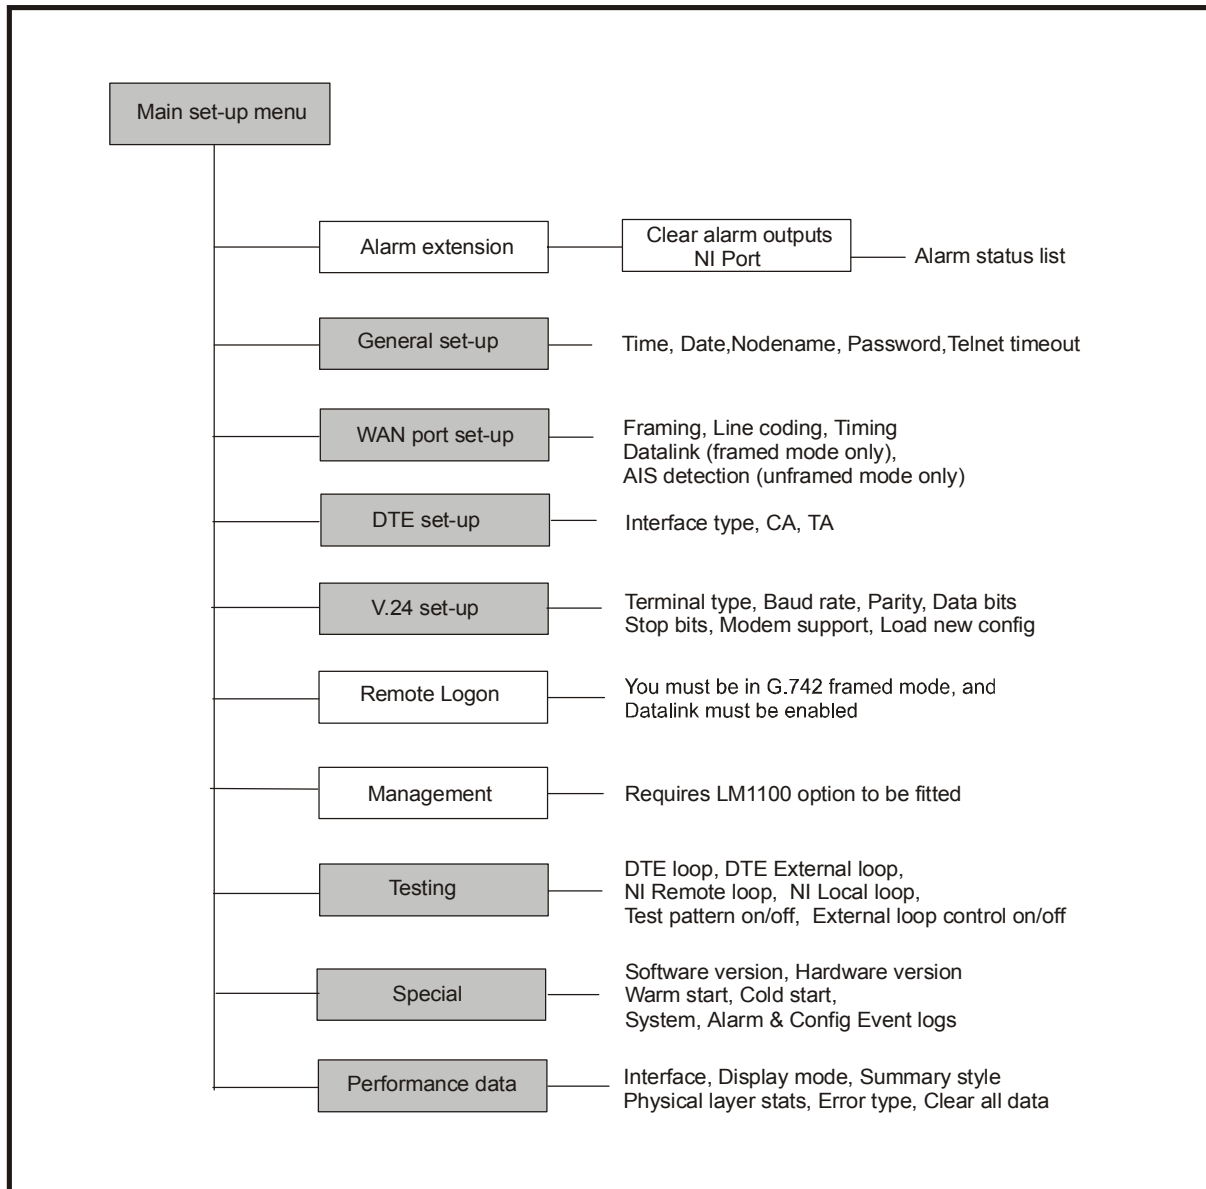 Main set-up menu
Alarm extension
Clear alarm outputs
NI Port
Alarm status list
General set-up
Time, Date,Nodename, Password,Telnet timeout
WAN port set-up
Framing, Line coding, Timing
Datalink (framed mode only),
AIS detection (unframed mode only)
DTE set-up
Interface type, CA, TA
V.24 set-up
Terminal type, Baud rate, Parity, Data bits
Stop bits, Modem support, Load new config
Remote Logon
You must be in G.742 framed mode, and
Datalink must be enabled
Management
Requires LM1100 option to be fitted
Testing
DTE loop, DTE External loop,
NI Remote loop, NI Local loop,
Test pattern on/off, External loop control on/off
Special
Software version, Hardware version
Warm start, Cold start,
System, Alarm & Config Event logs
Performance data
Interface, Display mode, Summary style
Physical layer stats, Error type, Clear all data